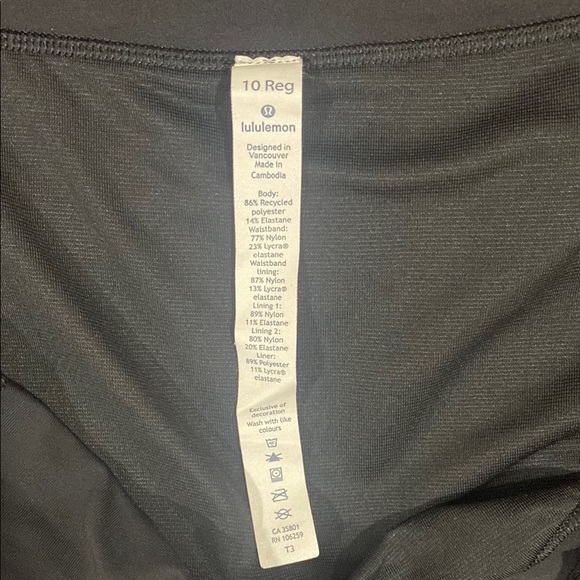 10 Reg
lululemon
Designed in
Vancouver
Made in
Cambodia
Body:
86% Recycled
polyester
14% Elastane
Waistband:
77% Nylon
23% Lycra®
elastane
Waistband
lining:
87% Nylon
13% Lycra®
elastane
Lining 1:
89% Nylon
11% Elastane
Lining 2:
80% Nylon
20% Elastane
Liner:
89% Polyester
11% Lycra®
elastane
Exclusive of
decoration
Wash with like
colours
CA 35801
RN 106259
T3